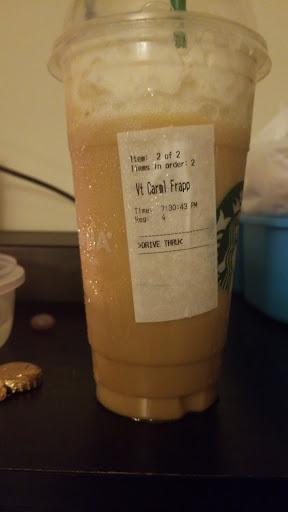 Item: 2 of 2
Items in order: 2
Vt Carml Frapp
Time: 7:30:43 PM
Reg: 4
>DRIVE THRU<